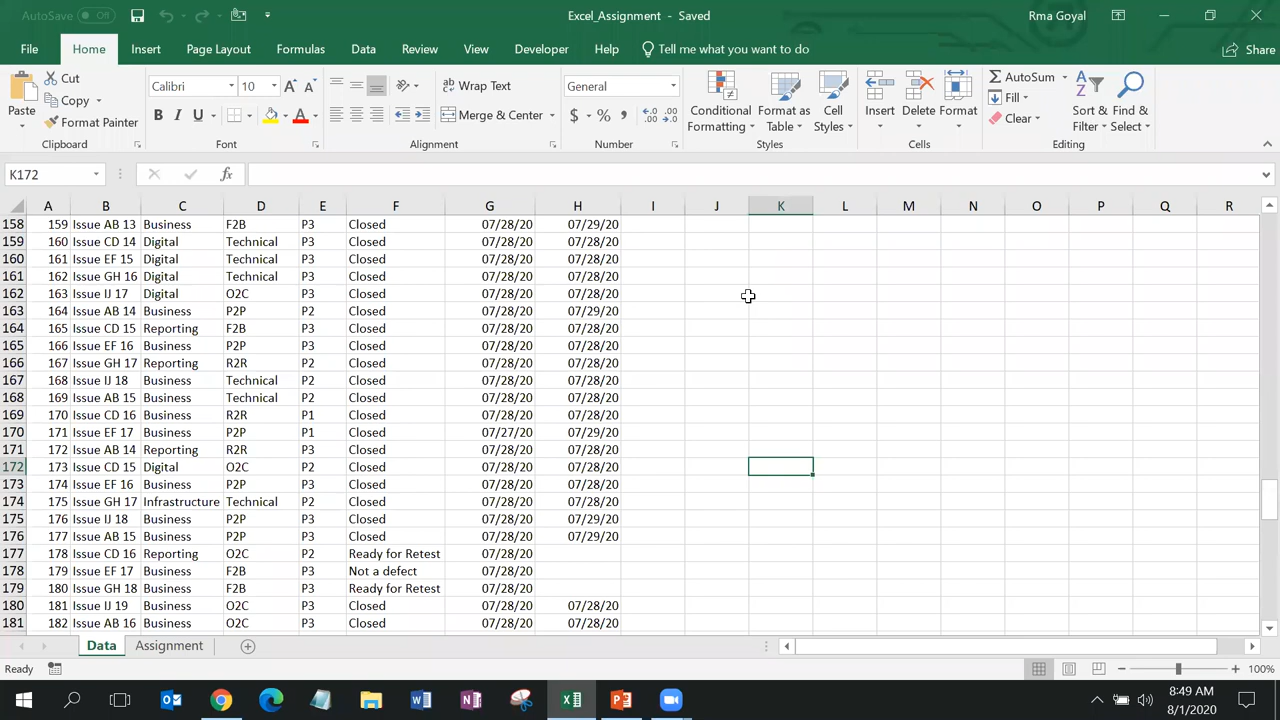 AutoSave Off Excel_Assignment - Saved Rma Goyal
File Home Insert Page Layout Formulas Data Review View Developer Help Tell me what you want to do Share
Paste Cut Copy Format Painter Calibri 10 B I U A Wrap Text Merge & Center General $ % , Conditional Formatting Format as Table Cell Styles Insert Delete Format AutoSum Fill Clear Sort & Filter Find & Select
Clipboard Font Alignment Number Styles Cells Editing
K172 fx
A B C D E F G H I J K L M N O P Q R
158 159 Issue AB 13 Business F2B P3 Closed 07/28/20 07/29/20
159 160 Issue CD 14 Digital Technical P3 Closed 07/28/20 07/28/20
160 161 Issue EF 15 Digital Technical P3 Closed 07/28/20 07/28/20
161 162 Issue GH 16 Digital Technical P3 Closed 07/28/20 07/28/20
162 163 Issue IJ 17 Digital O2C P3 Closed 07/28/20 07/28/20
163 164 Issue AB 14 Business P2P P2 Closed 07/28/20 07/29/20
164 165 Issue CD 15 Reporting F2B P3 Closed 07/28/20 07/28/20
165 166 Issue EF 16 Business P2P P3 Closed 07/28/20 07/28/20
166 167 Issue GH 17 Reporting R2R P2 Closed 07/28/20 07/28/20
167 168 Issue IJ 18 Business Technical P2 Closed 07/28/20 07/28/20
168 169 Issue AB 15 Business Technical P2 Closed 07/28/20 07/28/20
169 170 Issue CD 16 Business R2R P1 Closed 07/28/20 07/28/20
170 171 Issue EF 17 Business P2P P1 Closed 07/27/20 07/29/20
171 172 Issue AB 14 Reporting R2R P3 Closed 07/28/20 07/28/20
172 173 Issue CD 15 Digital O2C P2 Closed 07/28/20 07/28/20
173 174 Issue EF 16 Business P2P P3 Closed 07/28/20 07/28/20
174 175 Issue GH 17 Infrastructure Technical P2 Closed 07/28/20 07/28/20
175 176 Issue IJ 18 Business P2P P3 Closed 07/28/20 07/29/20
176 177 Issue AB 15 Business P2P P3 Closed 07/28/20 07/29/20
177 178 Issue CD 16 Reporting O2C P2 Ready for Retest 07/28/20
178 179 Issue EF 17 Business F2B P3 Not a defect 07/28/20
179 180 Issue GH 18 Business F2B P3 Ready for Retest 07/28/20
180 181 Issue IJ 19 Business O2C P3 Closed 07/28/20 07/28/20
181 182 Issue AB 16 Business O2C P3 Closed 07/28/20 07/28/20
Data Assignment
Ready 100%
8:49 AM
8/1/2020